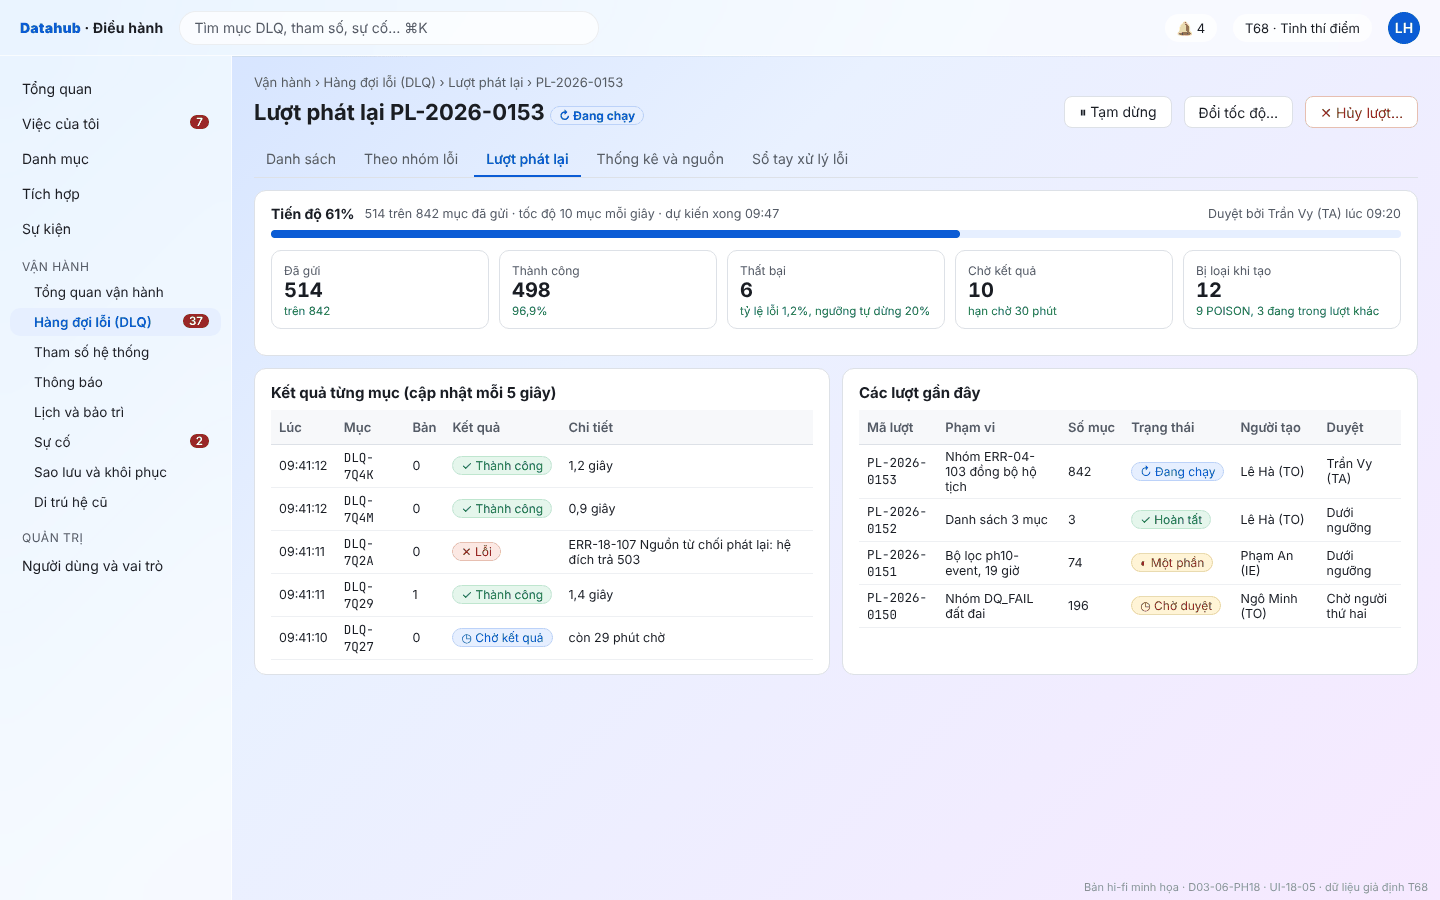 Datahub · Điều hành
Tìm mục DLQ, tham số, sự cố... ⌘K
4
T68 · Tỉnh thí điểm
LH
Tổng quan
Việc của tôi 7
Danh mục
Tích hợp
Sự kiện
VẬN HÀNH
Tổng quan vận hành
Hàng đợi lỗi (DLQ) 37
Tham số hệ thống
Thông báo
Lịch và bảo trì
Sự cố 2
Sao lưu và khôi phục
Di trú hệ cũ
QUẢN TRỊ
Người dùng và vai trò
Vận hành › Hàng đợi lỗi (DLQ) › Lượt phát lại › PL-2026-0153
Lượt phát lại PL-2026-0153 ↻ Đang chạy
⏸ Tạm dừng
Đổi tốc độ...
✕ Hủy lượt...
Danh sách Theo nhóm lỗi Lượt phát lại Thống kê và nguồn Sổ tay xử lý lỗi
Tiến độ 61% 514 trên 842 mục đã gửi · tốc độ 10 mục mỗi giây · dự kiến xong 09:47
Duyệt bởi Trần Vy (TA) lúc 09:20
Đã gửi
514
trên 842
Thành công
498
96,9%
Thất bại
6
tỷ lệ lỗi 1,2%, ngưỡng tự dừng 20%
Chờ kết quả
10
hạn chờ 30 phút
Bị loại khi tạo
12
9 POISON, 3 đang trong lượt khác
Kết quả từng mục (cập nhật mỗi 5 giây)
Lúc Mục Bản Kết quả Chi tiết
09:41:12 DLQ-7Q4K 0 ✓ Thành công 1,2 giây
09:41:12 DLQ-7Q4M 0 ✓ Thành công 0,9 giây
09:41:11 DLQ-7Q2A 0 ✕ Lỗi ERR-18-107 Nguồn từ chối phát lại: hệ đích trả 503
09:41:11 DLQ-7Q29 1 ✓ Thành công 1,4 giây
09:41:10 DLQ-7Q27 0 ◷ Chờ kết quả còn 29 phút chờ
Các lượt gần đây
Mã lượt Phạm vi Số mục Trạng thái Người tạo Duyệt
PL-2026-0153 Nhóm ERR-04-103 đồng bộ hộ tịch 842 ↻ Đang chạy Lê Hà (TO) Trần Vy (TA)
PL-2026-0152 Danh sách 3 mục 3 ✓ Hoàn tất Lê Hà (TO) Dưới ngưỡng
PL-2026-0151 Bộ lọc ph10-event, 19 giờ 74 Một phần Phạm An (IE) Dưới ngưỡng
PL-2026-0150 Nhóm DQ_FAIL đất đai 196 ◷ Chờ duyệt Ngô Minh (TO) Chờ người thứ hai
Bản hi-fi minh họa · D03-06-PH18 · UI-18-05 · dữ liệu giả định T68